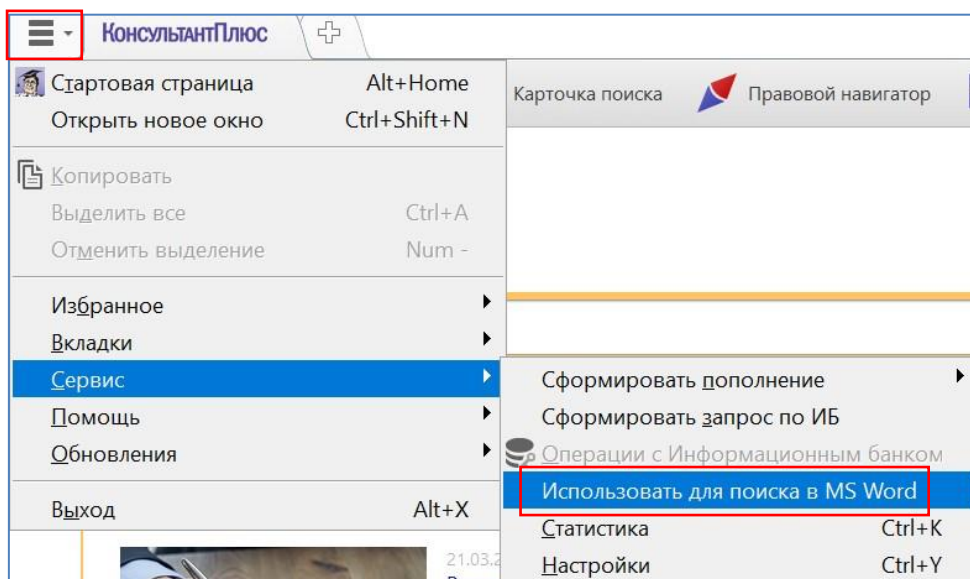 КонсультантПлюс
Стартовая страница Alt+Home
Открыть новое окно Ctrl+Shift+N
Копировать
Выделить все Ctrl+A
Отменить выделение Num -
Избранное
Вкладки
Сервис
Помощь
Обновления
Выход Alt+X
Карточка поиска Правовой навигатор
Сформировать пополнение
Сформировать запрос по ИБ
Операции с Информационным банком
Использовать для поиска в MS Word
Статистика Ctrl+K
Настройки Ctrl+Y
21.03.2